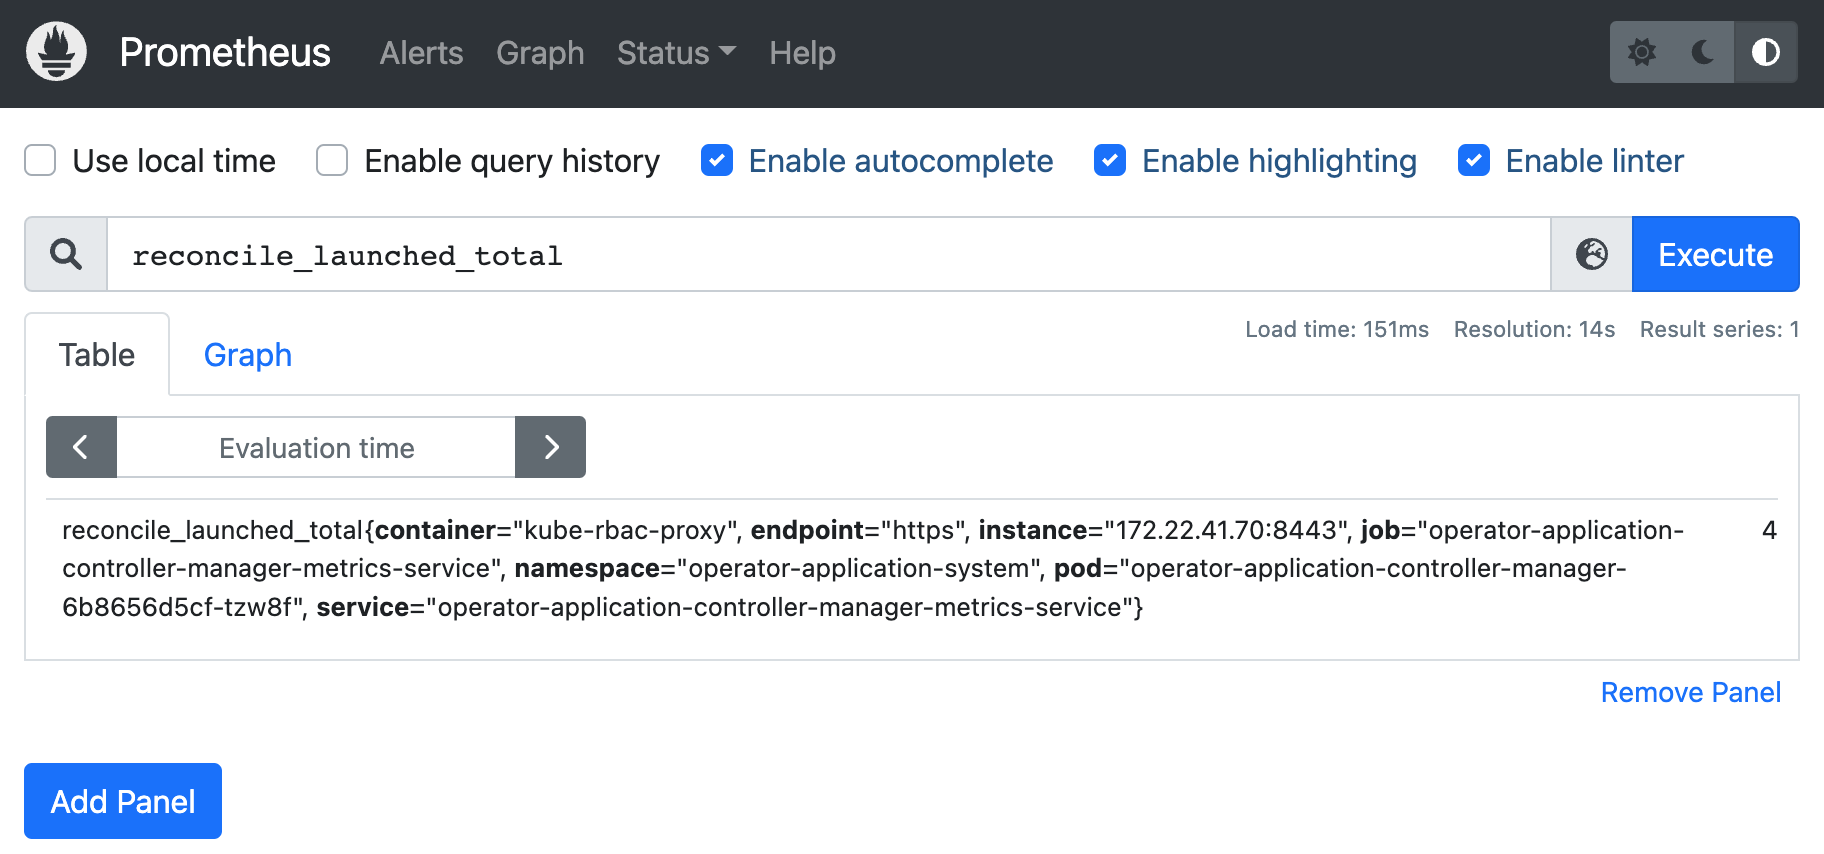 Prometheus Alerts Graph Status Help
Use local time Enable query history Enable autocomplete Enable highlighting Enable linter
reconcile_launched_total Execute
Load time: 151ms Resolution: 14s Result series: 1
Table Graph
Evaluation time
reconcile_launched_total{container="kube-rbac-proxy", endpoint="https", instance="172.22.41.70:8443", job="operator-application- 4
controller-manager-metrics-service", namespace="operator-application-system", pod="operator-application-controller-manager-
6b8656d5cf-tzw8f", service="operator-application-controller-manager-metrics-service"}
Remove Panel
Add Panel